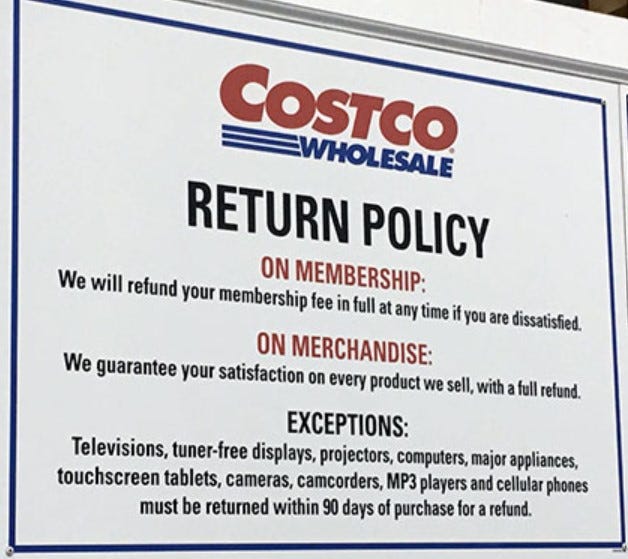 COSTCO
WHOLESALE
RETURN POLICY
ON MEMBERSHIP:
We will refund your membership fee in full at any time if you are dissatisfied.
ON MERCHANDISE:
We guarantee your satisfaction on every product we sell, with a full refund.
EXCEPTIONS:
Televisions, tuner-free displays, projectors, computers, major appliances,
touchscreen tablets, cameras, camcorders, MP3 players and cellular phones
must be returned within 90 days of purchase for a refund.